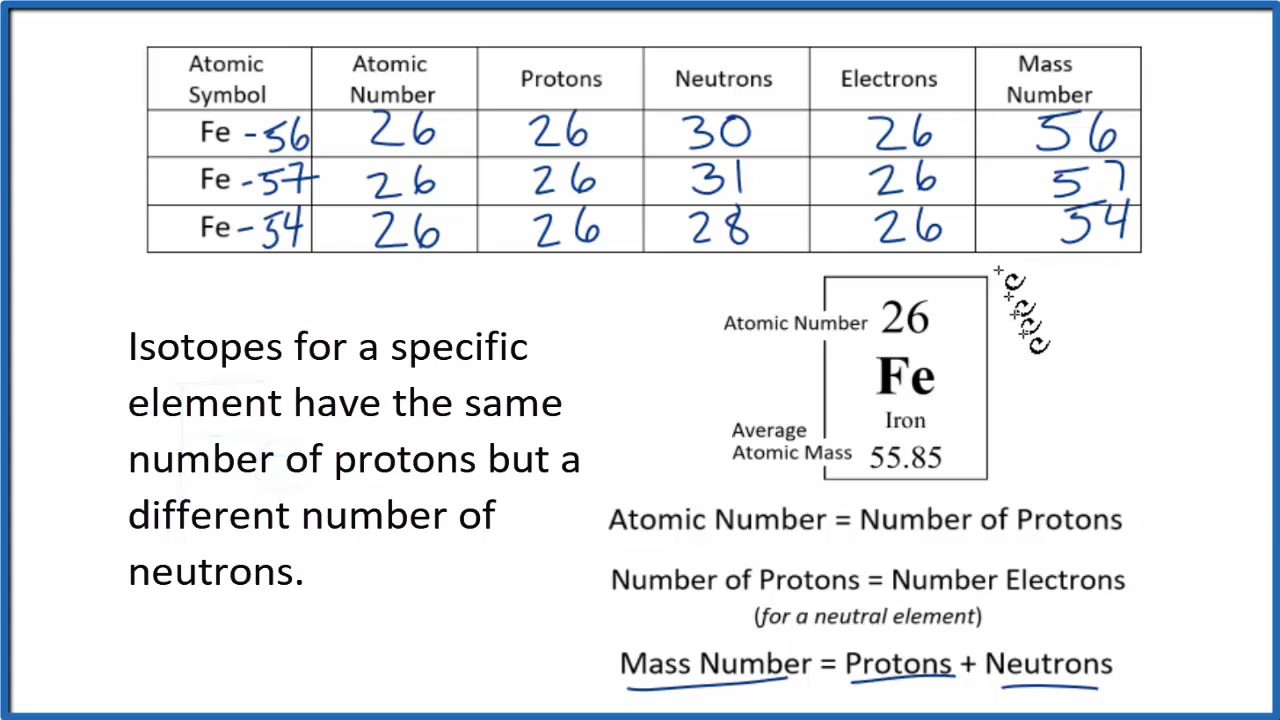 Atomic Symbol Atomic Number Protons Neutrons Electrons Mass Number
Fe -56 26 26 30 26 56
Fe -57 26 26 31 26 57
Fe -54 26 26 28 26 54
Isotopes for a specific
element have the same
number of protons but a
different number of
neutrons.
Atomic Number 26
Fe
Iron
Average
Atomic Mass 55.85
Atomic Number = Number of Protons
Number of Protons = Number Electrons
(for a neutral element)
Mass Number = Protons + Neutrons